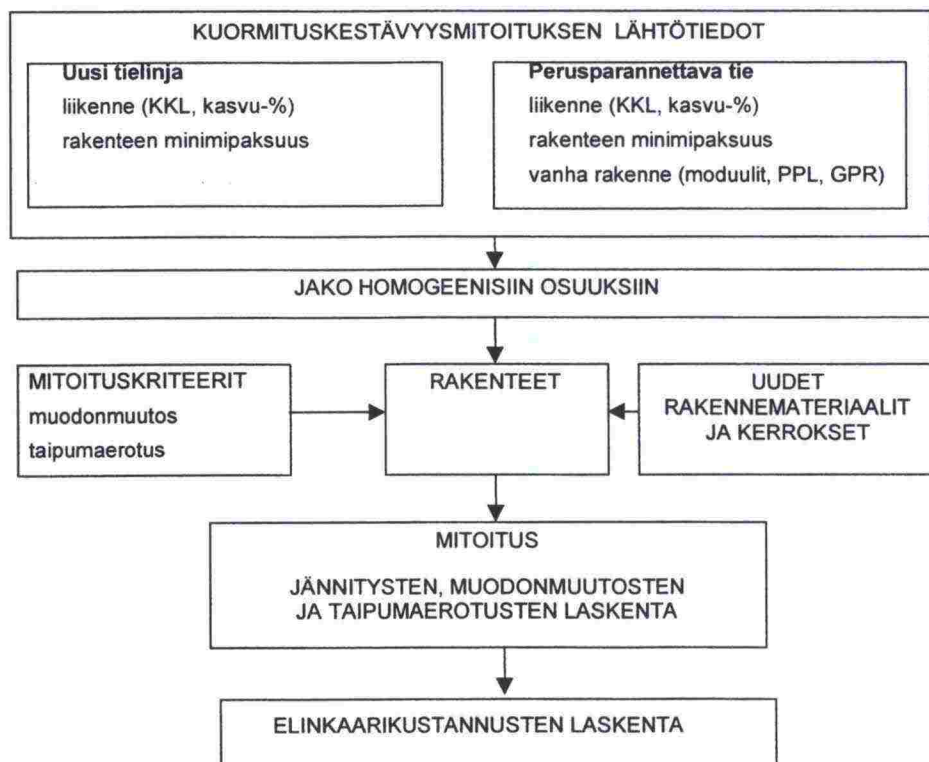 KUORMITUSKESTÄVYYSMITOITUKSEN LÄHTÖTIEDOT
Uusi tielinja
liikenne (KKL, kasvu-%)
rakenteen minimipaksuus
Perusparannettava tie
liikenne (KKL, kasvu-%)
rakenteen minimipaksuus
vanha rakenne (moduulit, PPL, GPR)
JAKO HOMOGEENISIIN OSUUKSIIN
MITOITUSKRITEERIT
muodonmuutos
taipumaerotus
RAKENTEET
UUDET
RAKENNEMATERIAALIT
JA KERROKSET
MITOITUS
JÄNNITYSTEN, MUODONMUUTOSTEN
JA TAIPUMAEROTUSTEN LASKENTA
ELINKAARIKUSTANNUSTEN LASKENTA